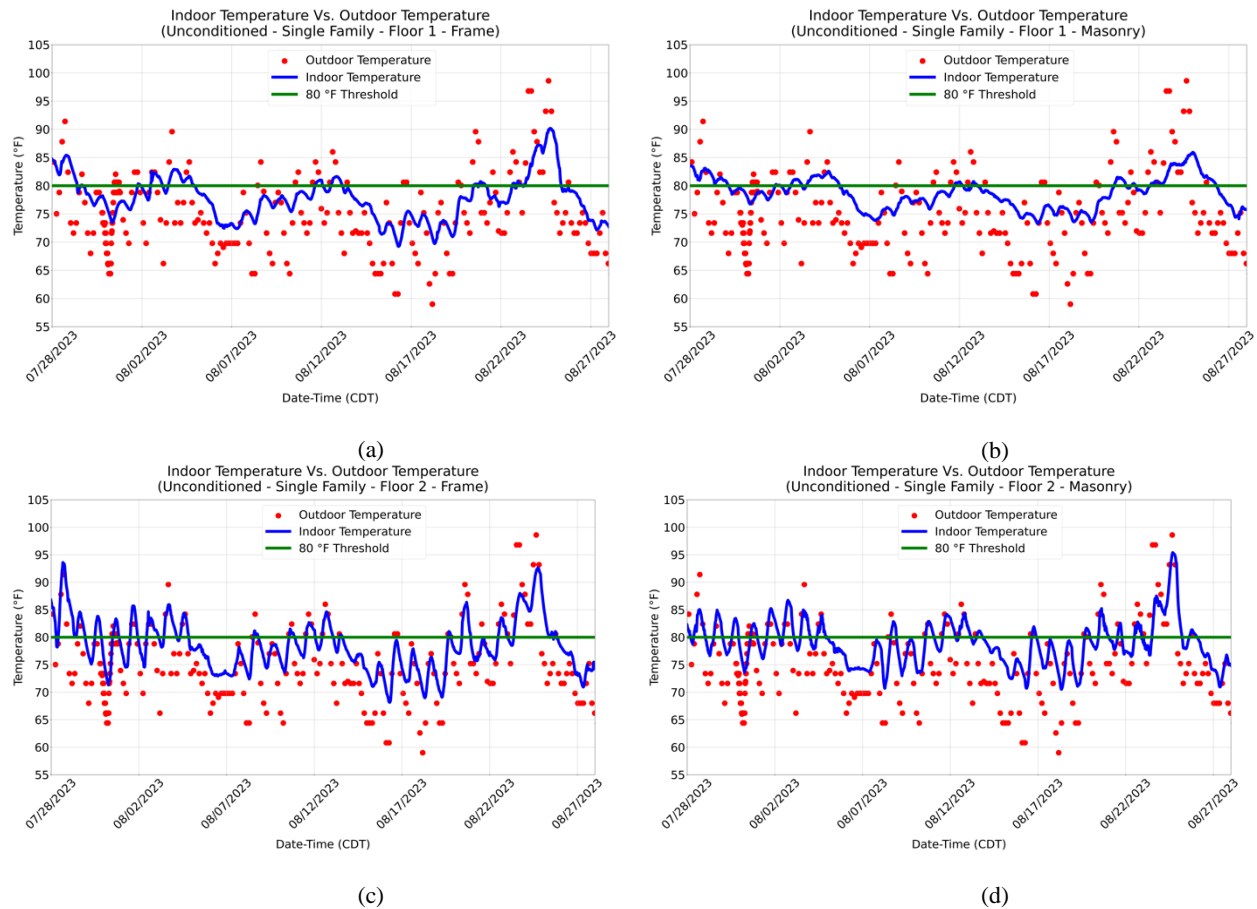 Indoor Temperature Vs. Outdoor Temperature
(Unconditioned - Single Family - Floor 1 - Frame)
105
100
95
90
85
80
75
70
65
60
55
Temperature (°F)
Outdoor Temperature
Indoor Temperature
80 °F Threshold
07/28/2023
08/02/2023
08/07/2023
08/12/2023
08/17/2023
08/22/2023
08/27/2023
Date-Time (CDT)
(a)
Indoor Temperature Vs. Outdoor Temperature
(Unconditioned - Single Family - Floor 1 - Masonry)
105
100
95
90
85
80
75
70
65
60
55
Temperature (°F)
Outdoor Temperature
Indoor Temperature
80 °F Threshold
07/28/2023
08/02/2023
08/07/2023
08/12/2023
08/17/2023
08/22/2023
08/27/2023
Date-Time (CDT)
(b)
Indoor Temperature Vs. Outdoor Temperature
(Unconditioned - Single Family - Floor 2 - Frame)
105
100
95
90
85
80
75
70
65
60
55
Temperature (°F)
Outdoor Temperature
Indoor Temperature
80 °F Threshold
07/28/2023
08/02/2023
08/07/2023
08/12/2023
08/17/2023
08/22/2023
08/27/2023
Date-Time (CDT)
(c)
Indoor Temperature Vs. Outdoor Temperature
(Unconditioned - Single Family - Floor 2 - Masonry)
105
100
95
90
85
80
75
70
65
60
55
Temperature (°F)
Outdoor Temperature
Indoor Temperature
80 °F Threshold
07/28/2023
08/02/2023
08/07/2023
08/12/2023
08/17/2023
08/22/2023
08/27/2023
Date-Time (CDT)
(d)